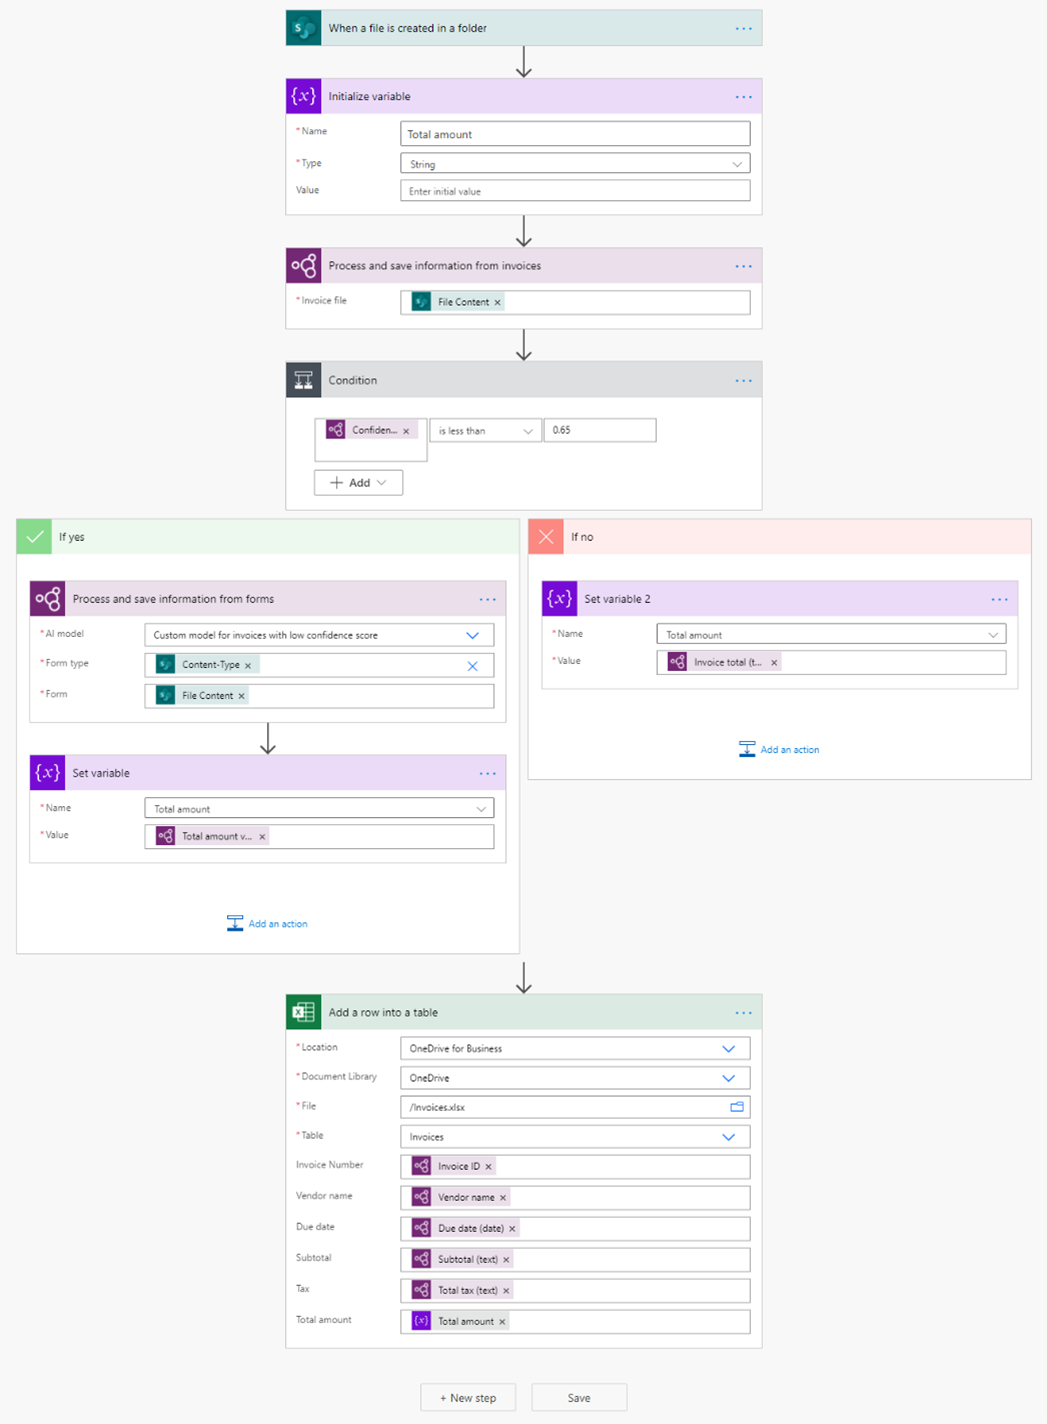 When a file is created in a folder
Initialize variable
* Name Total amount
* Type String
Value Enter initial value
Process and save information from invoices
* Invoice file File Content ×
Condition
Confiden... × is less than 0.65
+ Add
If yes
Process and save information from forms
* AI model Custom model for invoices with low confidence score
* Form type Content-Type ×
* Form File Content ×
Set variable
* Name Total amount
* Value Total amount v... ×
Add an action
If no
Set variable 2
* Name Total amount
* Value Invoice total (t... ×
Add an action
Add a row into a table
* Location OneDrive for Business
* Document Library OneDrive
* File /Invoices.xlsx
* Table Invoices
Invoice Number Invoice ID ×
Vendor name Vendor name ×
Due date Due date (date) ×
Subtotal Subtotal (text) ×
Tax Total tax (text) ×
Total amount {x} Total amount ×
+ New step Save